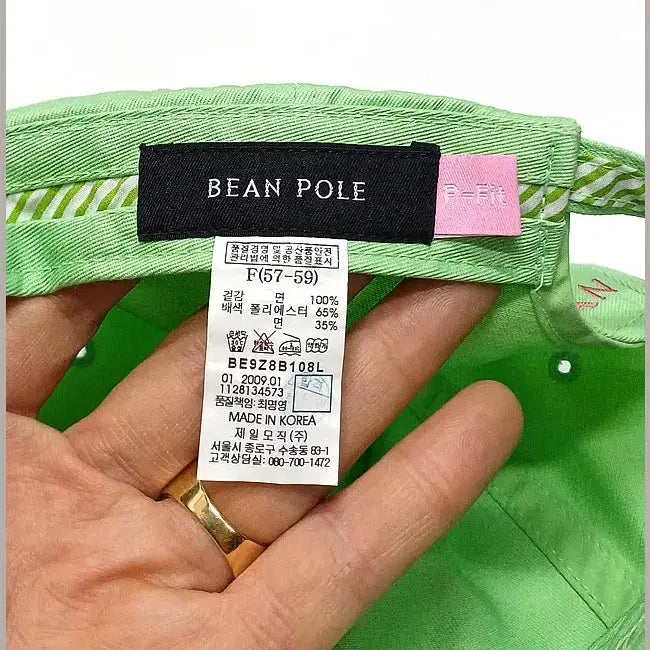 BEAN POLE
P-Fit
품질경영 및 공산품안전
관리법에 의한 품질표시
F(57-59)
겉감 면 100%
배색 폴리에스터 65%
면 35%
BE9Z8B108L
01 2009.01
1128134573
품질책임: 최명영
MADE IN KOREA
제일모직(주)
서울시 종로구 수송동 83-1
고객상담실: 080-700-1472